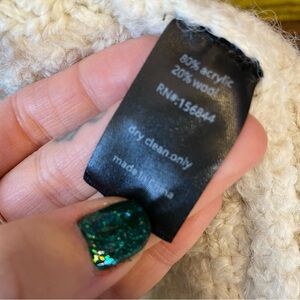 80% acrylic
20% wool
RN#:156844
dry clean only
made in china